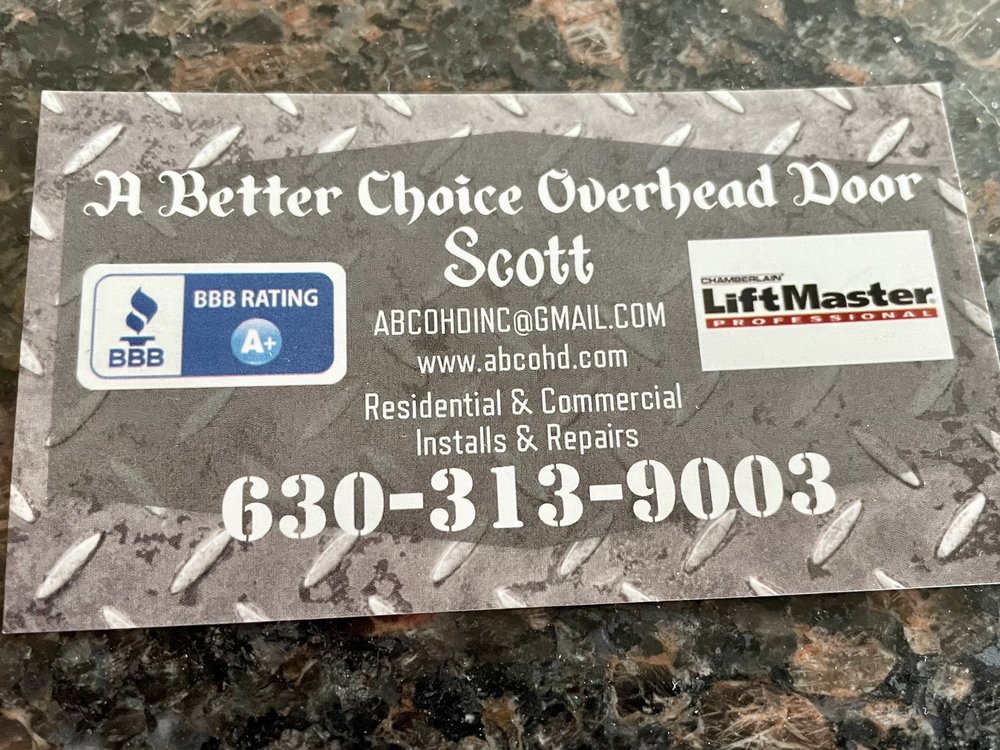 A Better Choice Overhead Door
Scott
BBB RATING
A+
BBB
ABCOHDINC@GMAIL.COM
www.abcohd.com
CHAMBERLAIN
LiftMaster
PROFESSIONAL
Residential & Commercial
Installs & Repairs
630-313-9003